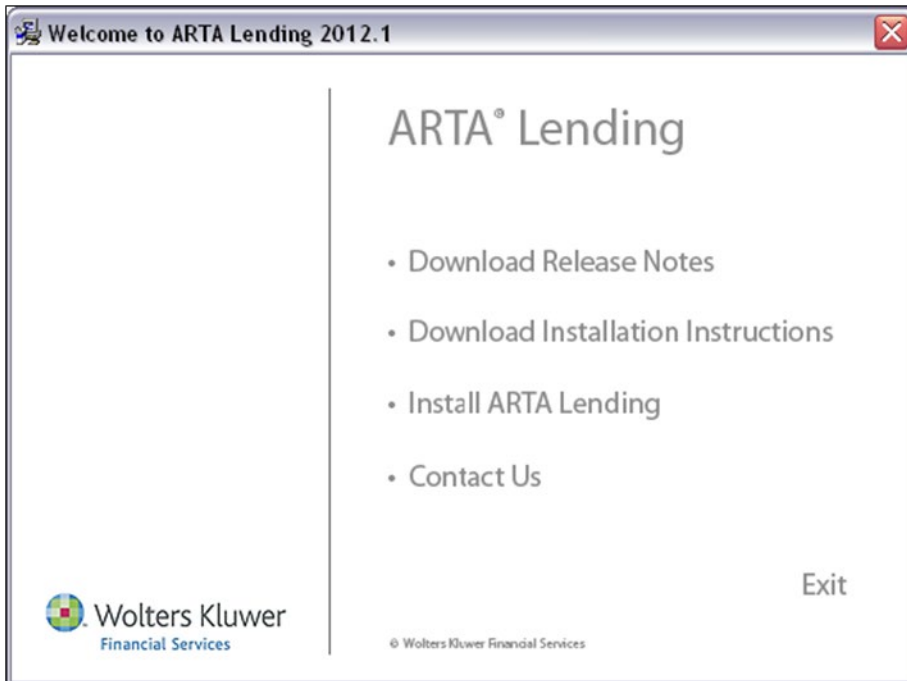 Welcome to ARTA Lending 2012.1
ARTA® Lending
• Download Release Notes
• Download Installation Instructions
• Install ARTA Lending
• Contact Us
Exit
Wolters Kluwer
Financial Services
© Wolters Kluwer Financial Services